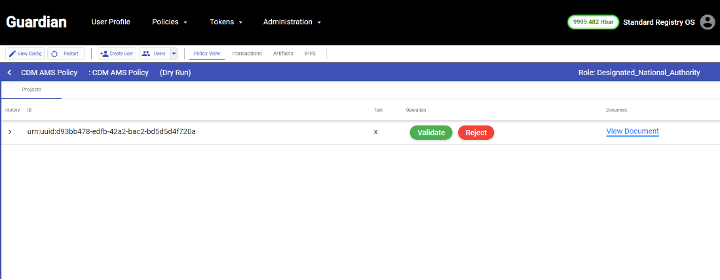 Guardian User Profile Policies Tokens Administration 9999.482 Hbar Standard Registry OS
View Config Restart Create User Users Policy View Transactions Artifacts IPFS
CDM AMS Policy : CDM AMS Policy (Dry Run) Role: Designated_National_Authority
Projects
History ID Text Operation Document
urn:uuid:d93bb478-edfb-42a2-bac2-bd5d5d4f720a x Validate Reject View Document